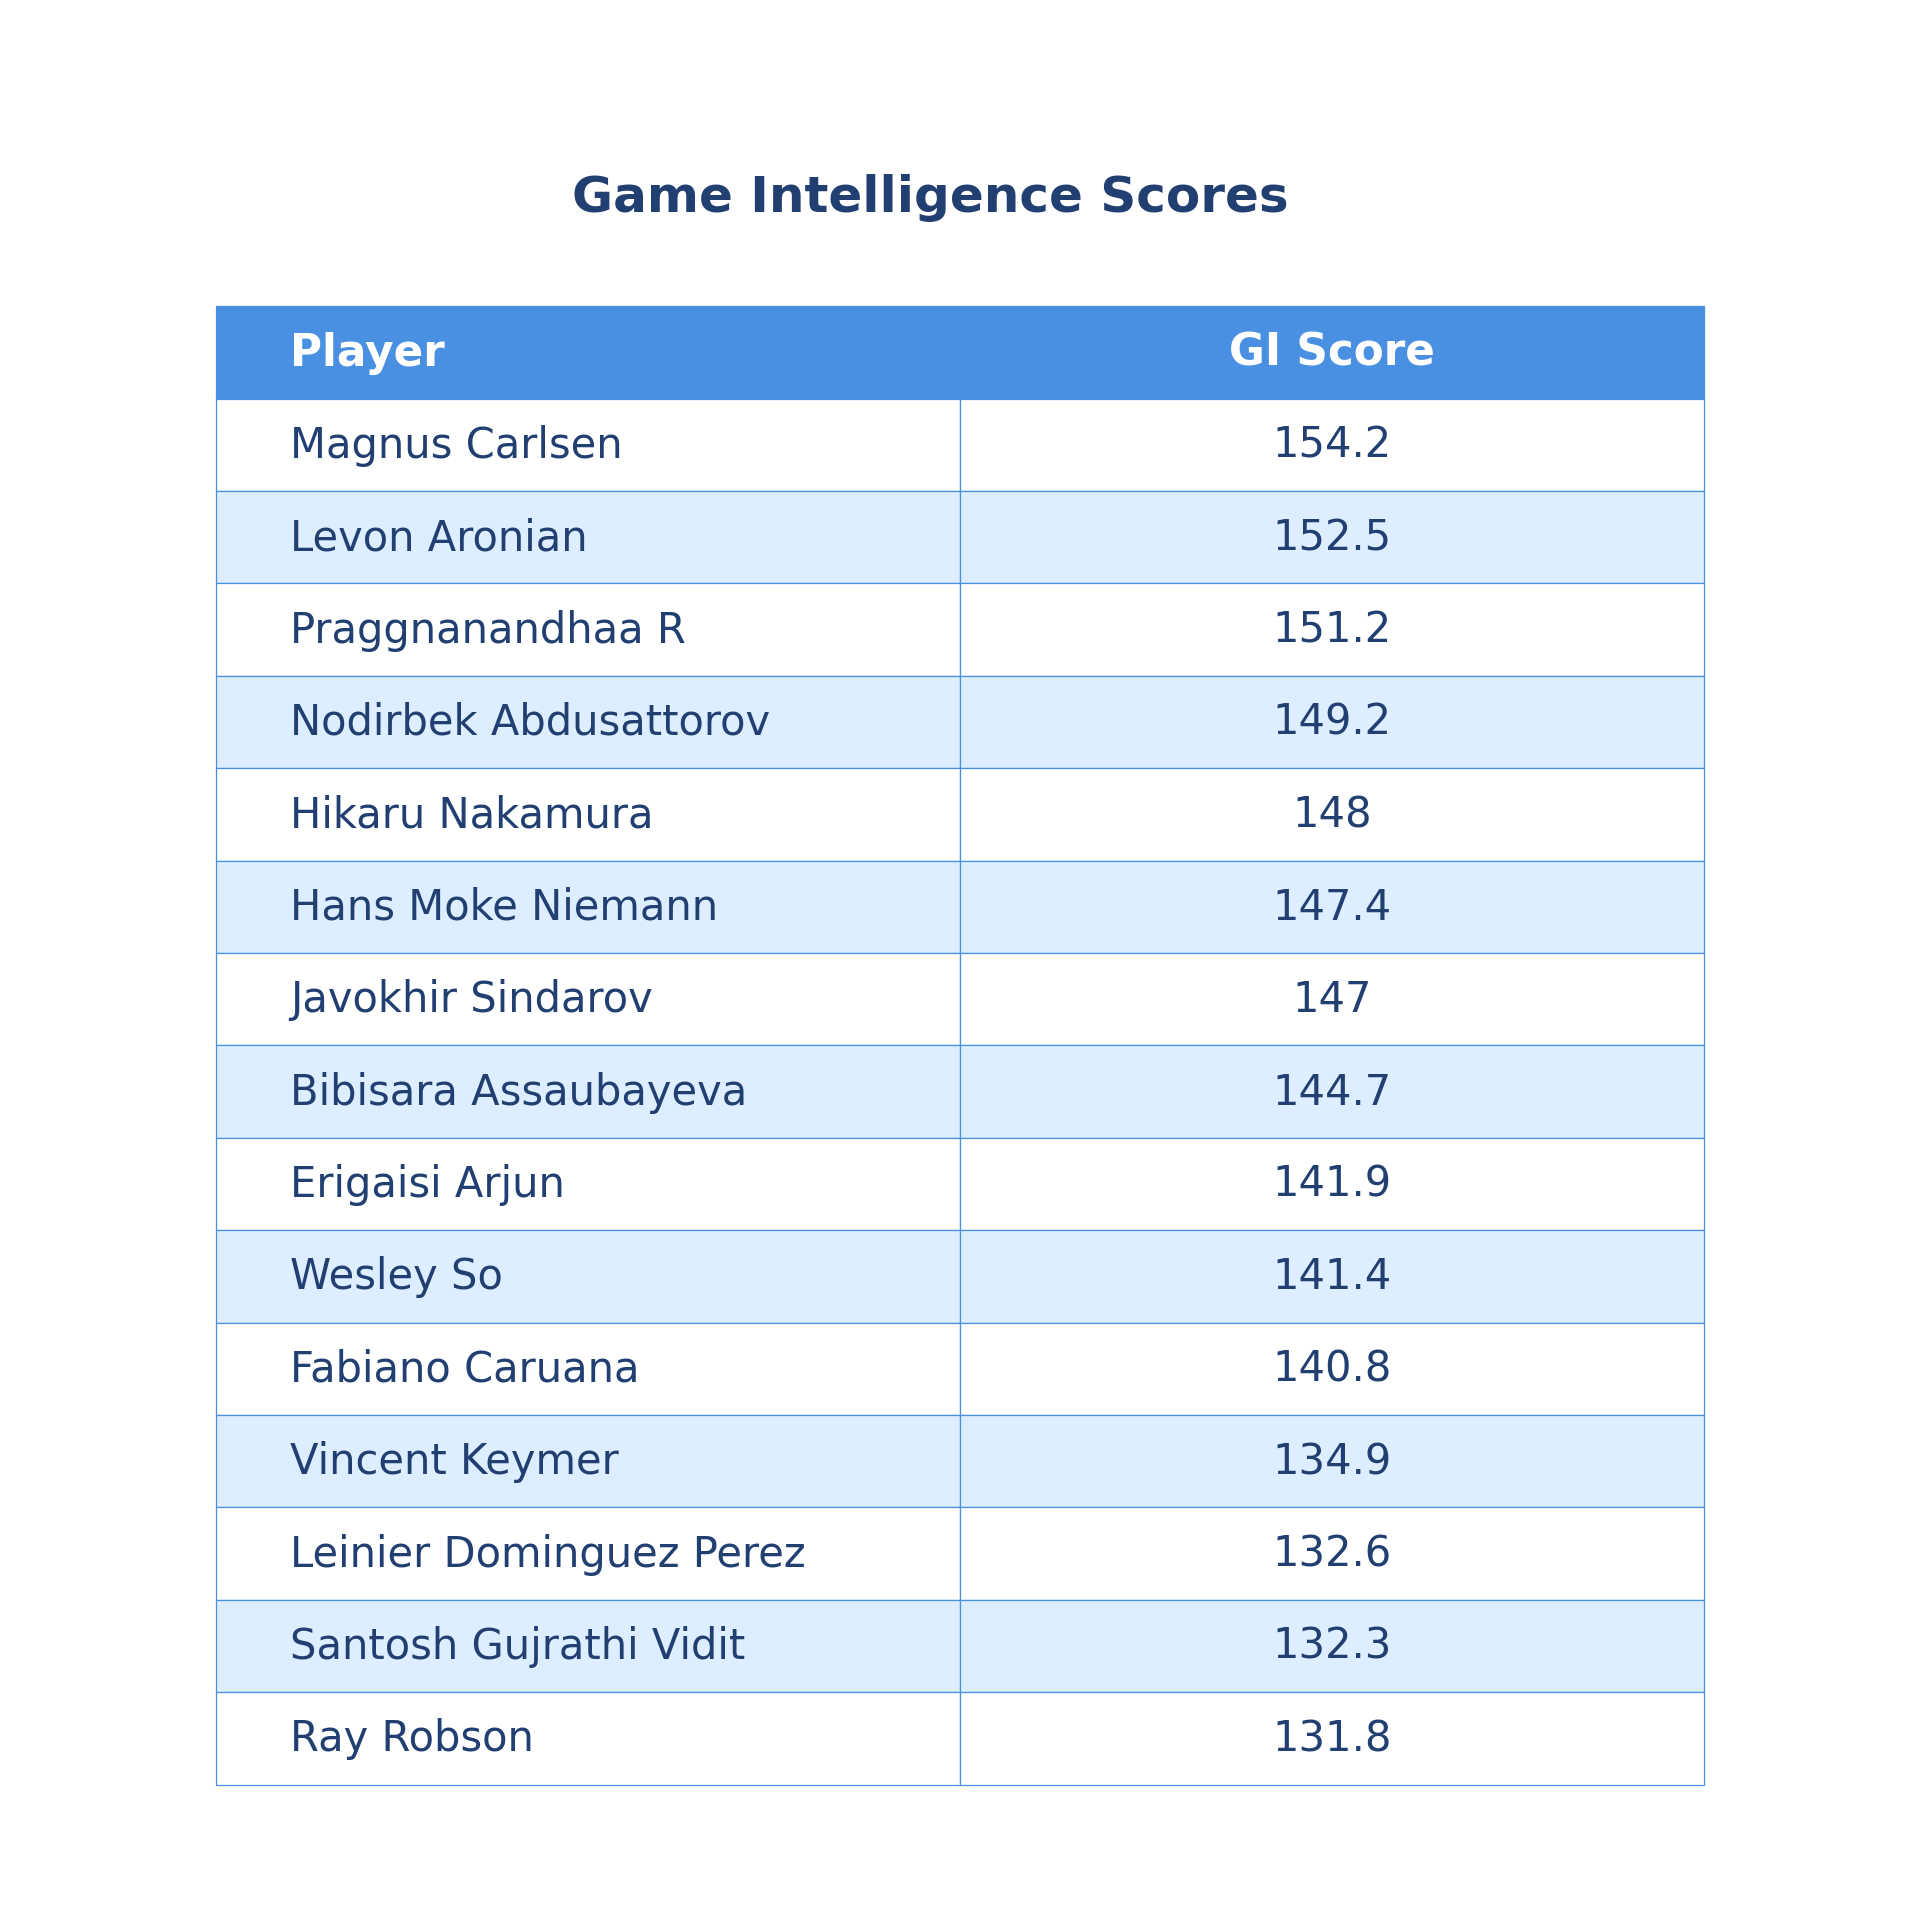 Game Intelligence Scores
Player GI Score
Magnus Carlsen 154.2
Levon Aronian 152.5
Praggnanandhaa R 151.2
Nodirbek Abdusattorov 149.2
Hikaru Nakamura 148
Hans Moke Niemann 147.4
Javokhir Sindarov 147
Bibisara Assaubayeva 144.7
Erigaisi Arjun 141.9
Wesley So 141.4
Fabiano Caruana 140.8
Vincent Keymer 134.9
Leinier Dominguez Perez 132.6
Santosh Gujrathi Vidit 132.3
Ray Robson 131.8